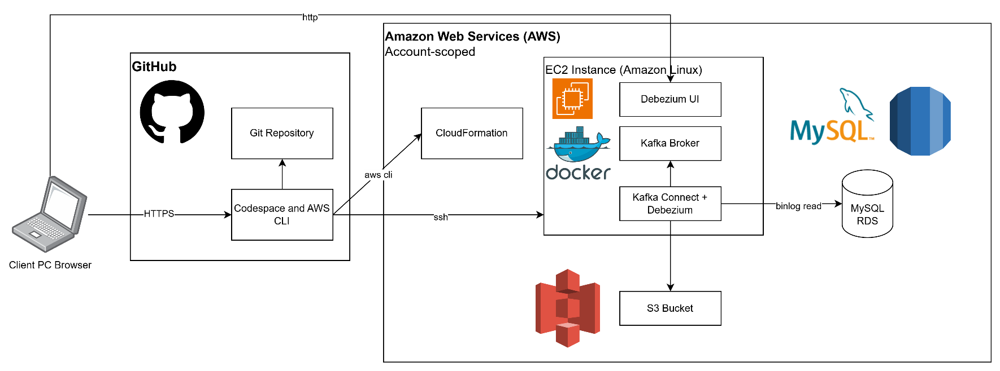 http
Amazon Web Services (AWS)
Account-scoped
GitHub
EC2 Instance (Amazon Linux)
Debezium UI
Git Repository
CloudFormation
Kafka Broker
MySQL™
docker
aws cli
Codespace and AWS
CLI
HTTPS
ssh
Kafka Connect +
Debezium
binlog read
MySQL
RDS
Client PC Browser
S3 Bucket